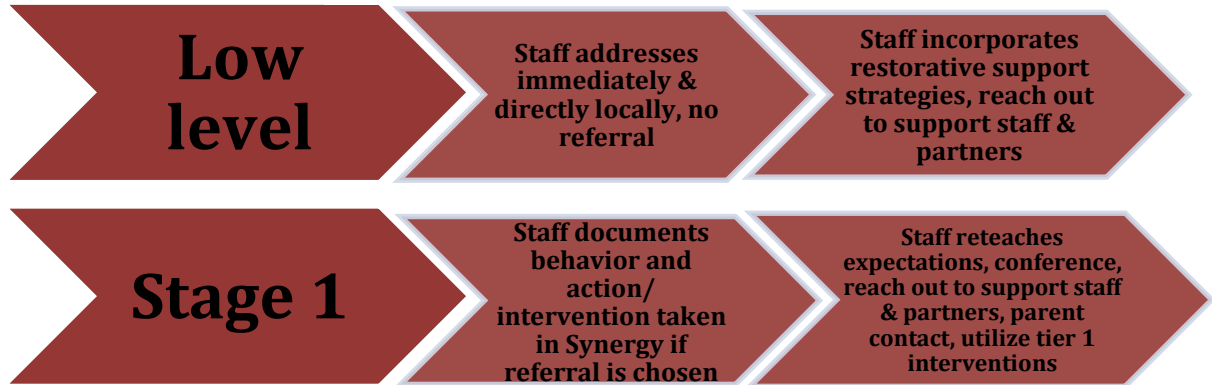 Low
level
Staff addresses
immediately &
directly locally, no
referral
Staff incorporates
restorative support
strategies, reach out
to support staff &
partners
Stage 1
Staff documents
behavior and
action/
intervention taken
in Synergy if
referral is chosen
Staff reteaches
expectations, conference,
reach out to support staff
& partners, parent
contact, utilize tier 1
interventions